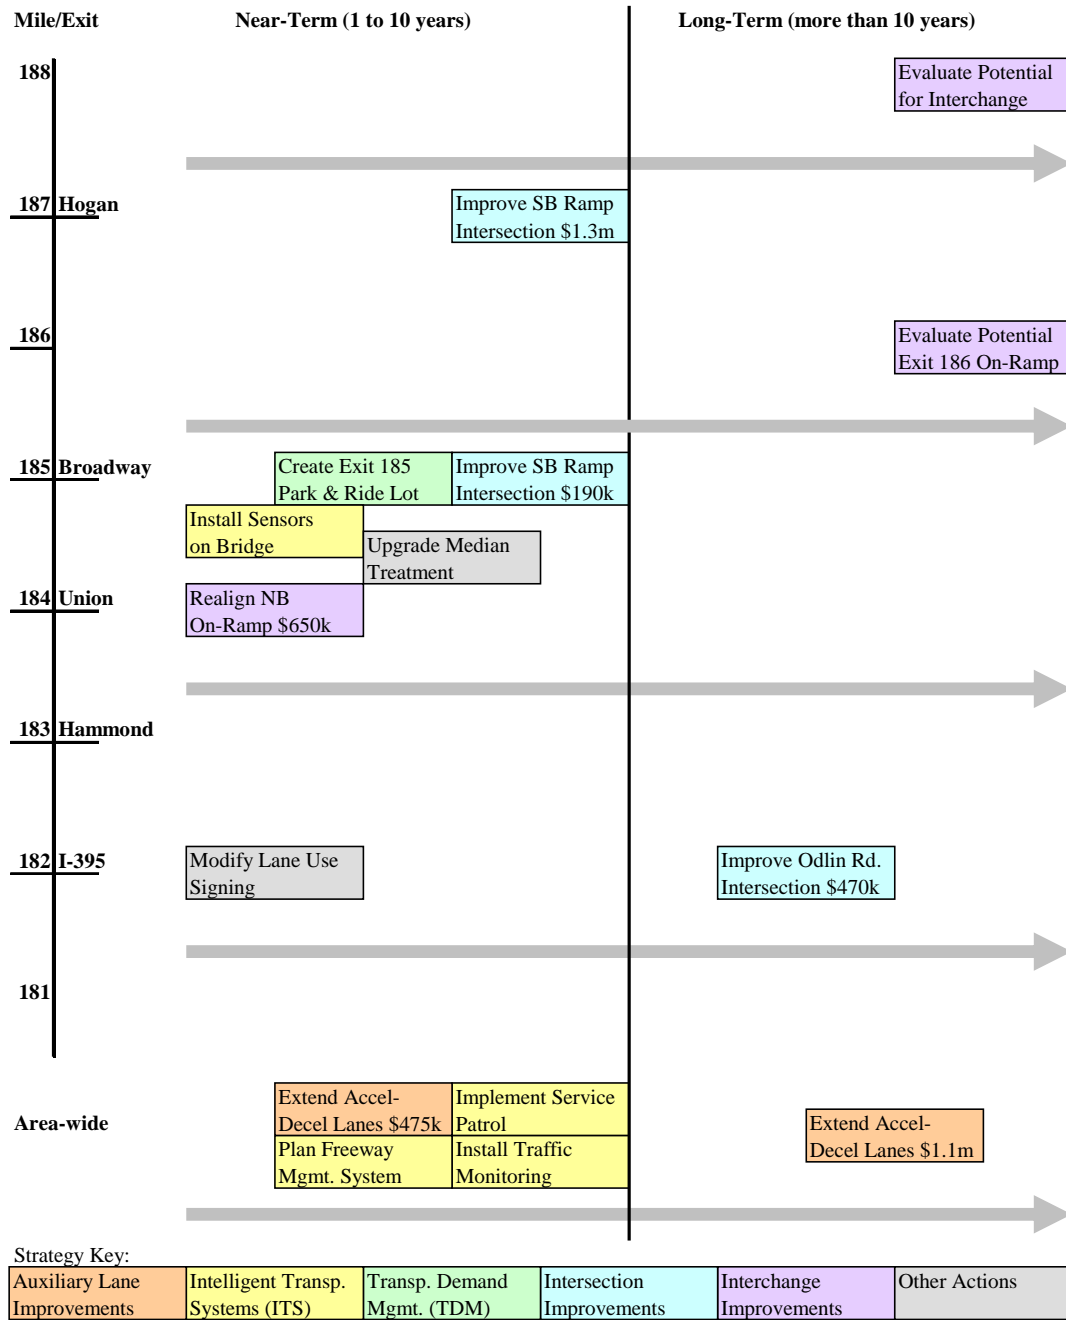 Mile/Exit
Near-Term (1 to 10 years)
Long-Term (more than 10 years)
188
Evaluate Potential
for Interchange
187 Hogan
Improve SB Ramp
Intersection $1.3m
186
Evaluate Potential
Exit 186 On-Ramp
185 Broadway
Create Exit 185
Park & Ride Lot
Improve SB Ramp
Intersection $190k
Install Sensors
on Bridge
Upgrade Median
Treatment
184 Union
Realign NB
On-Ramp $650k
183 Hammond
182 I-395
Modify Lane Use
Signing
Improve Odlin Rd.
Intersection $470k
181
Area-wide
Extend Accel-
Decel Lanes $475k
Implement Service
Patrol
Plan Freeway
Mgmt. System
Install Traffic
Monitoring
Extend Accel-
Decel Lanes $1.1m
Strategy Key:
Auxiliary Lane
Improvements
Intelligent Transp.
Systems (ITS)
Transp. Demand
Mgmt. (TDM)
Intersection
Improvements
Interchange
Improvements
Other Actions